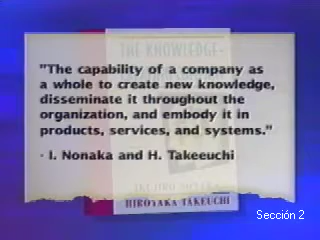 THE KNOWLEDGE-
"The capability of a company as
a whole to create new knowledge,
disseminate it throughout the
organization, and embody it in
products, services, and systems."
- I. Nonaka and H. Takeeuchi
HIROTAKA TAKEUCHI
Sección 2